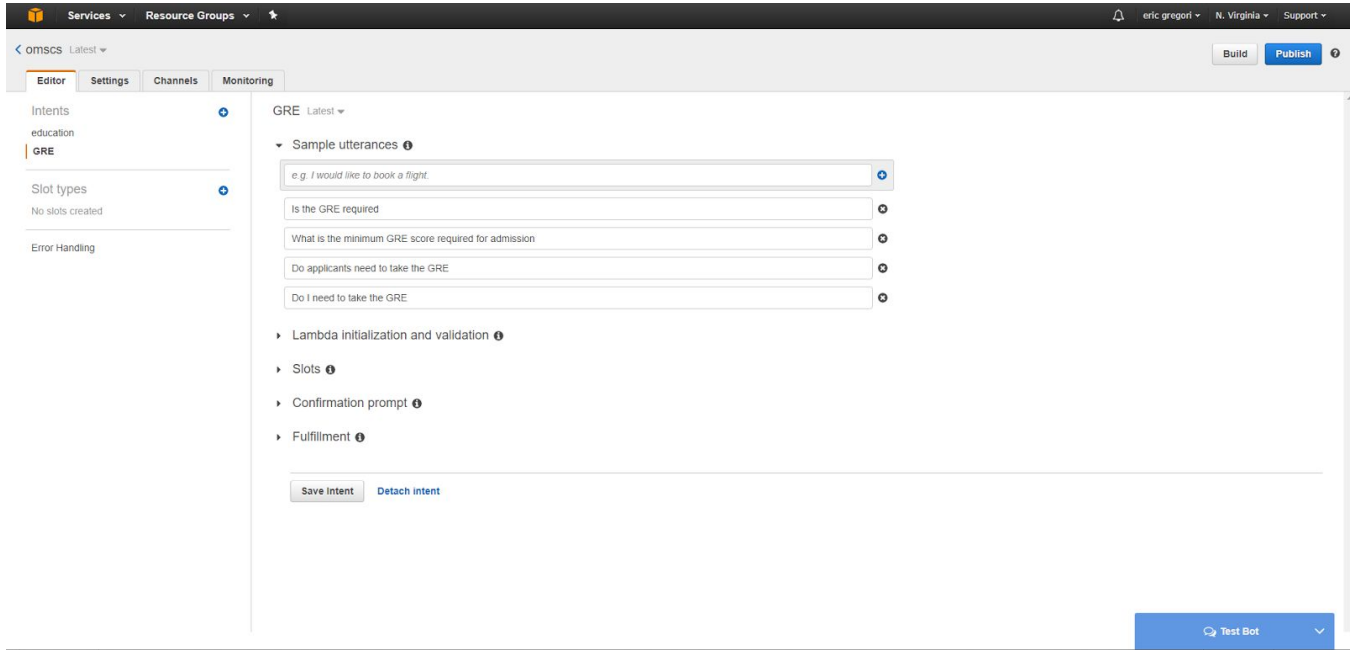 Services Resource Groups eric gregori N. Virginia Support
omscs Latest Build Publish
Editor Settings Channels Monitoring
Intents
education
GRE
Slot types
No slots created
Error Handling
GRE Latest
Sample utterances
e.g. I would like to book a flight.
Is the GRE required
What is the minimum GRE score required for admission
Do applicants need to take the GRE
Do I need to take the GRE
Lambda initialization and validation
Slots
Confirmation prompt
Fulfillment
Save Intent Detach intent
Test Bot